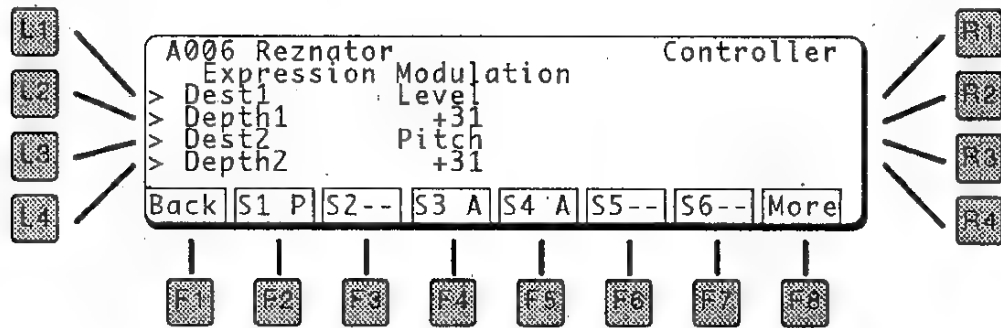 L1
L2
L3
L4
A006 Reznator Controller
Expression Modulation
> Dest1 Level
> Depth1 +31
> Dest2 Pitch
> Depth2 +31
Back S1 P S2-- S3 A S4 A S5-- S6-- More
R1
R2
R3
R4
F1 F2 F3 F4 F5 F6 F7 F8